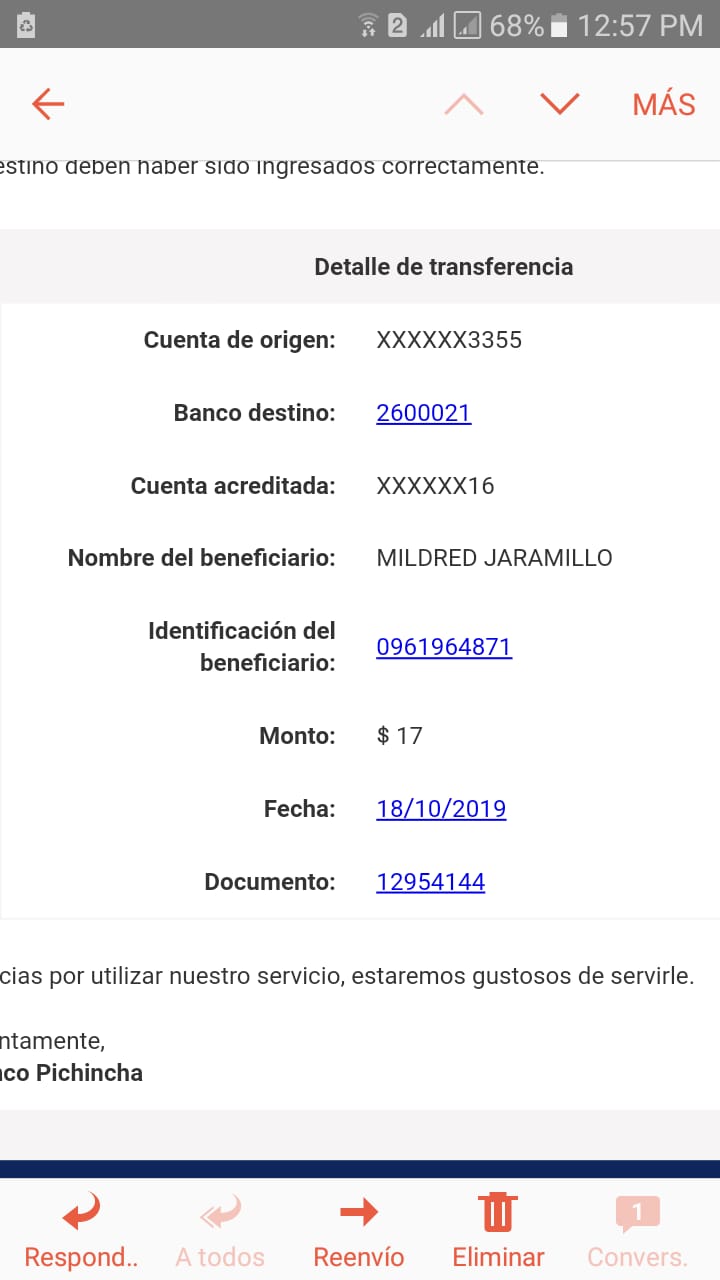 2 68% 12:57 PM
MÁS
estino deben haber sido ingresados correctamente.
Detalle de transferencia
Cuenta de origen: XXXXXX3355
Banco destino: 2600021
Cuenta acreditada: XXXXXX16
Nombre del beneficiario: MILDRED JARAMILLO
Identificación del
beneficiario: 0961964871
Monto: $ 17
Fecha: 18/10/2019
Documento: 12954144
cias por utilizar nuestro servicio, estaremos gustosos de servirle.
ntamente,
nco Pichincha
Respond.. A todos Reenvío Eliminar 1 Convers.